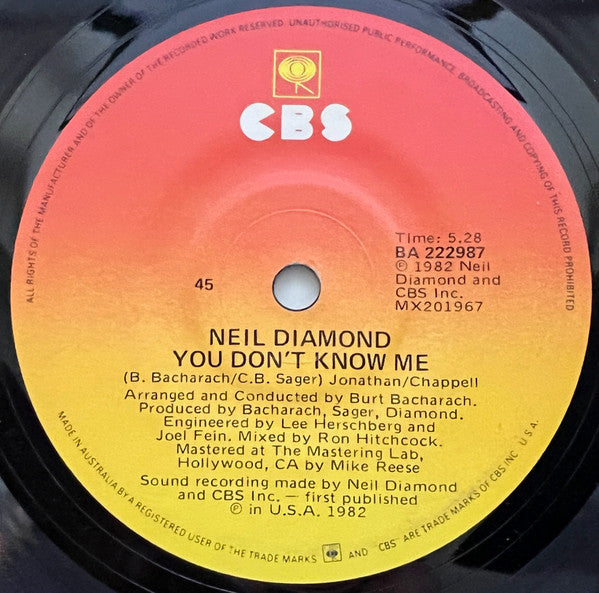 ALL RIGHTS OF THE MANUFACTURER AND OF THE OWNER OF THE RECORDED WORK RESERVED. UNAUTHORISED PUBLIC PERFORMANCE, BROADCASTING AND COPYING OF THIS RECORD PROHIBITED
CBS
Time: 5.28
BA 222987
℗ 1982 Neil
Diamond and
CBS Inc.
MX201967
45
NEIL DIAMOND
YOU DON'T KNOW ME
(B. Bacharach/C.B. Sager) Jonathan/Chappell
Arranged and Conducted by Burt Bacharach.
Produced by Bacharach, Sager, Diamond.
Engineered by Lee Herschberg and
Joel Fein. Mixed by Ron Hitchcock.
Mastered at The Mastering Lab,
Hollywood, CA by Mike Reese
Sound recording made by Neil Diamond
and CBS Inc. — first published
℗ in U.S.A. 1982
MADE IN AUSTRALIA BY A REGISTERED USER OF THE TRADE MARKS AND "CBS" ARE TRADE MARKS OF CBS INC. U.S.A.